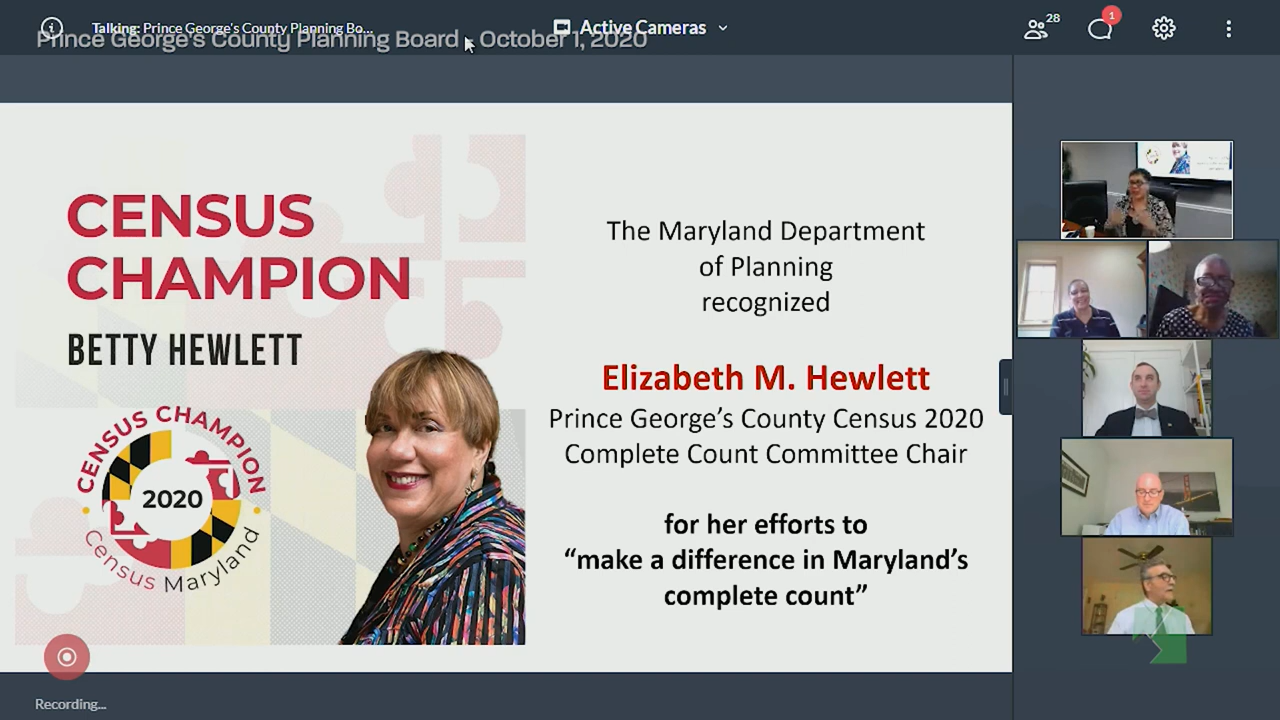 Talking: Prince George's County Planning Bo...
Active Cameras
28
1
Prince George's County Planning Board - October 1, 2020
CENSUS
CHAMPION
BETTY HEWLETT
CENSUS CHAMPION
2020
Census Maryland
The Maryland Department
of Planning
recognized
Elizabeth M. Hewlett
Prince George's County Census 2020
Complete Count Committee Chair
for her efforts to
“make a difference in Maryland's
complete count”
Recording...